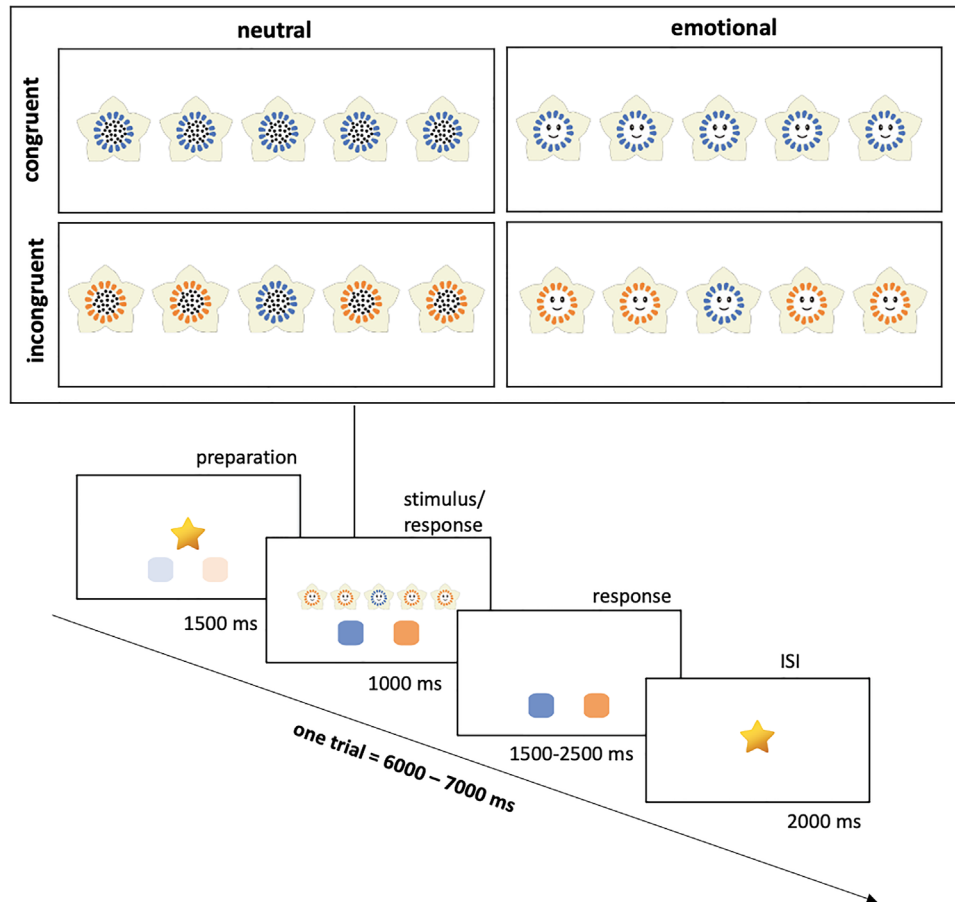 neutral
emotional
congruent
incongruent
preparation
1500 ms
stimulus/
response
1000 ms
response
1500-2500 ms
ISI
2000 ms
one trial = 6000 – 7000 ms